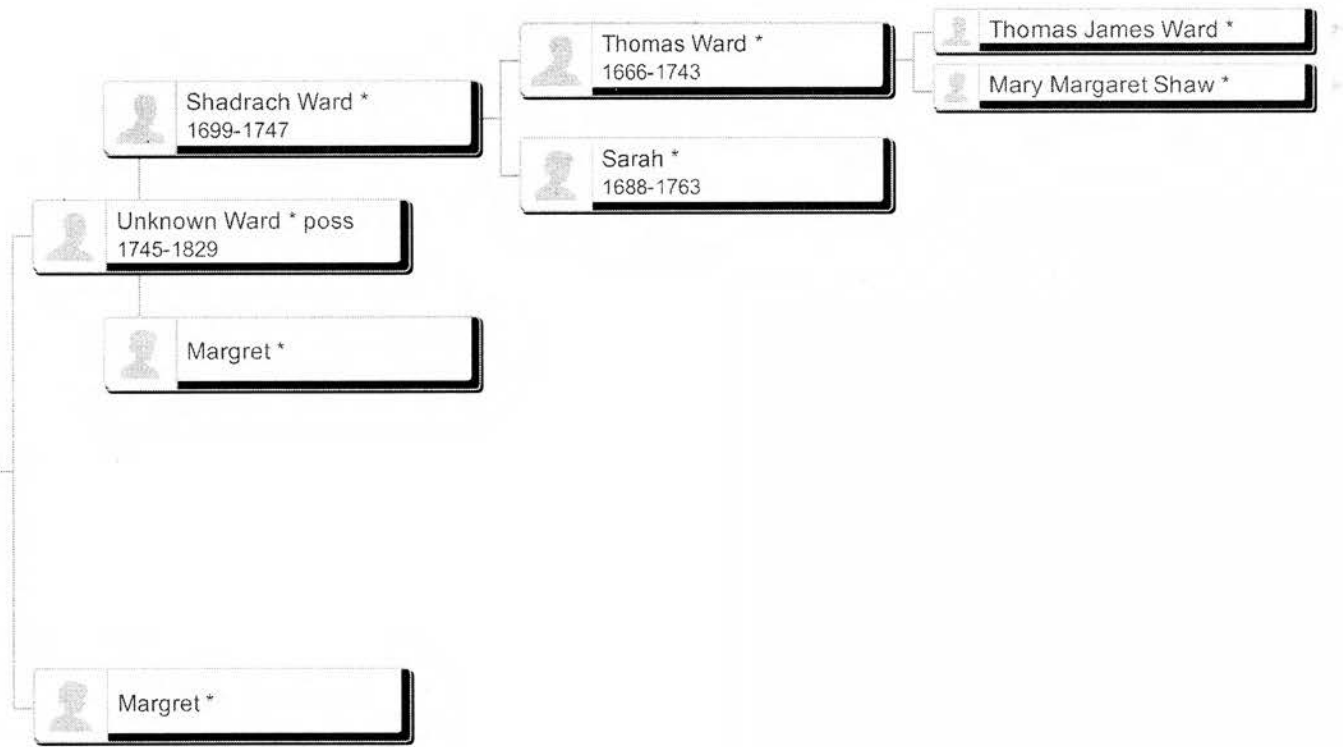 Thomas James Ward *
Thomas Ward *
1666-1743
Mary Margaret Shaw *
Shadrach Ward *
1699-1747
Sarah *
1688-1763
Unknown Ward * poss
1745-1829
Margret *
Margret *